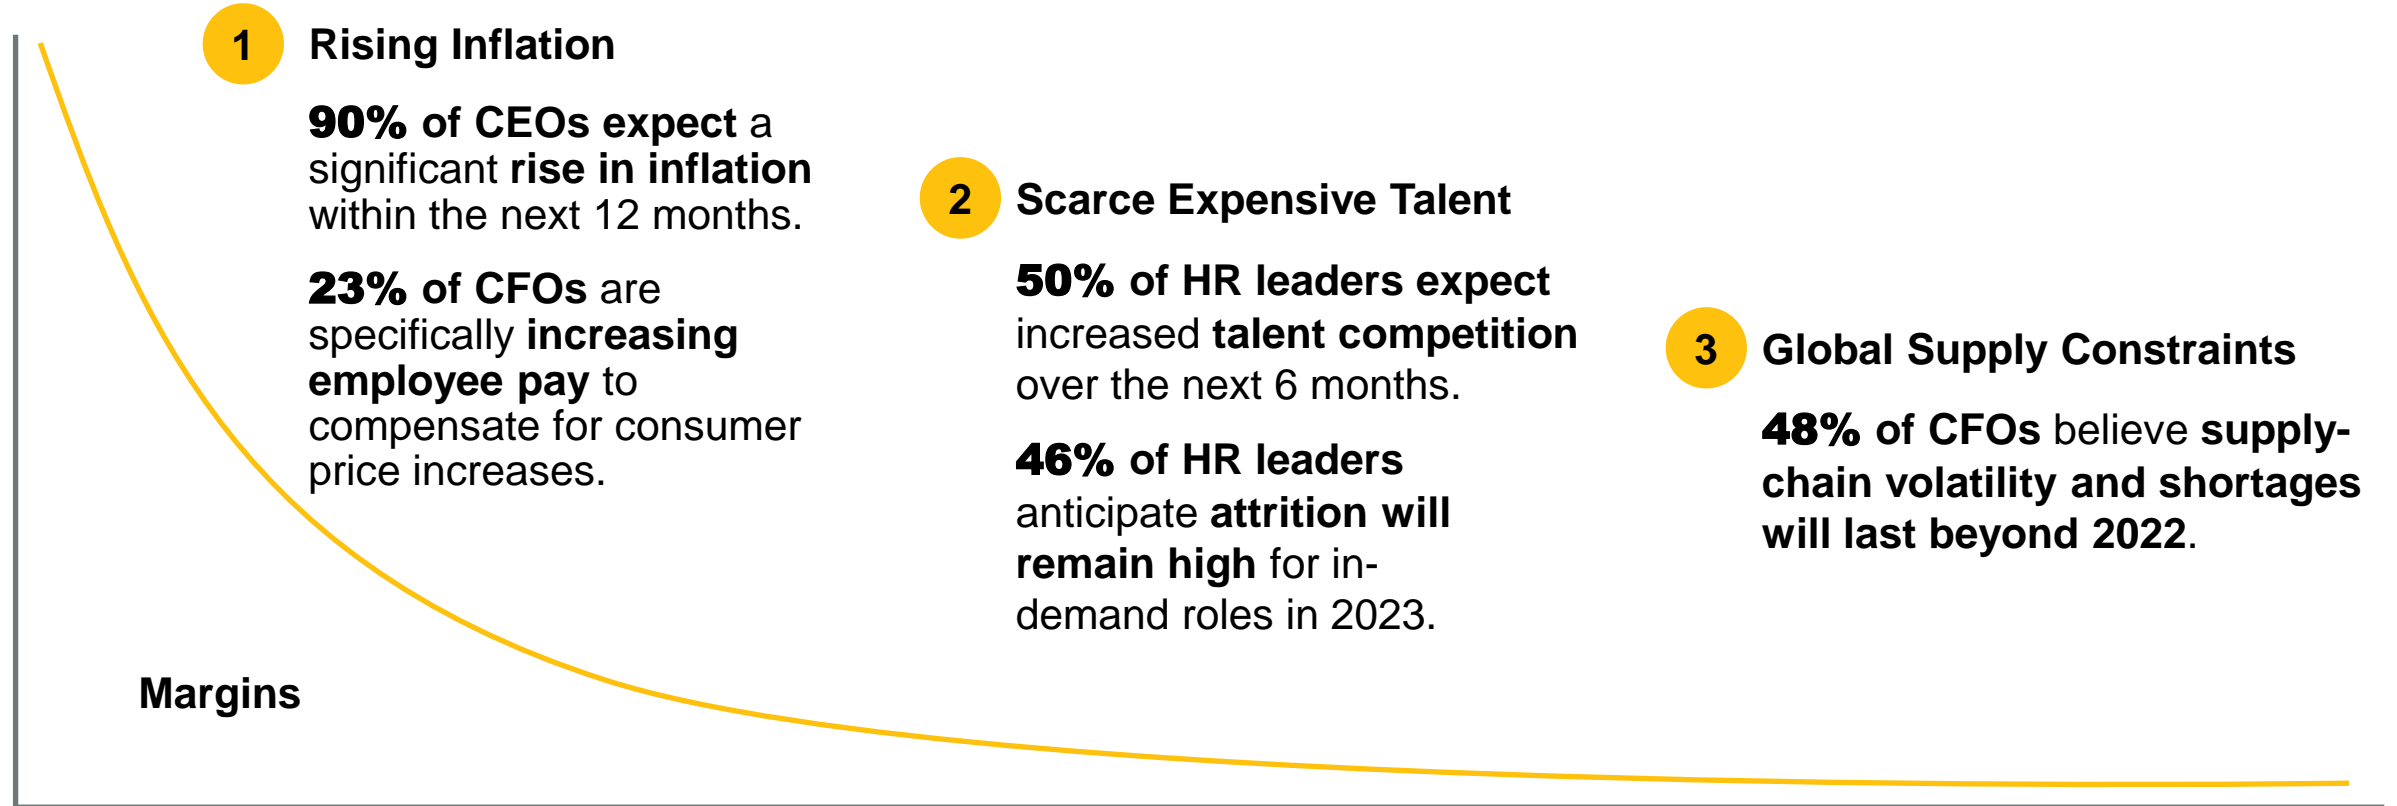 1
Rising Inflation
90% of CEOs expect a
significant rise in inflation
within the next 12 months.
23% of CFOs are
specifically increasing
employee pay to
compensate for consumer
price increases.
2
Scarce Expensive Talent
50% of HR leaders expect
increased talent competition
over the next 6 months.
46% of HR leaders
anticipate attrition will
remain high for in-
demand roles in 2023.
3
Global Supply Constraints
48% of CFOs believe supply-
chain volatility and shortages
will last beyond 2022.
Margins